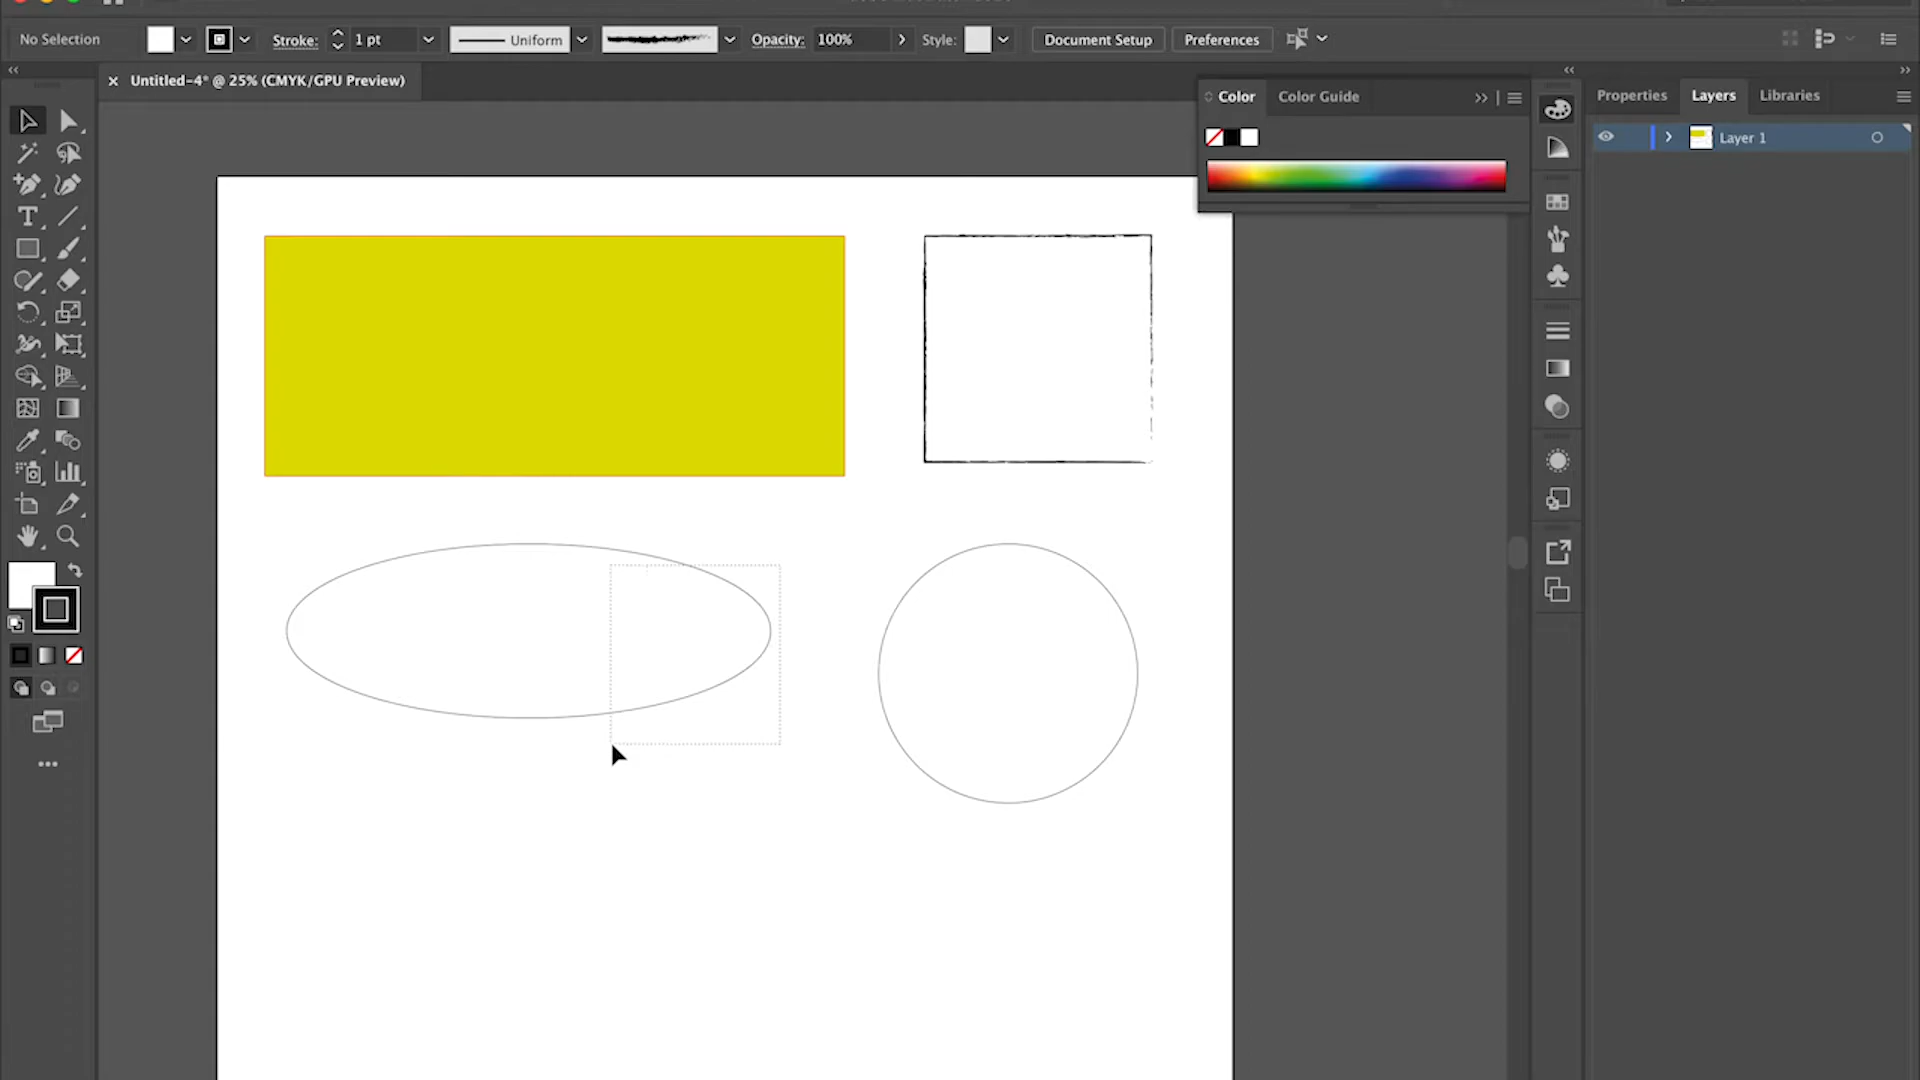 No Selection Stroke: 1 pt Uniform Opacity: 100% Style: Document Setup Preferences
× Untitled-4* @ 25% (CMYK/GPU Preview)
Color Color Guide
Properties Layers Libraries
Layer 1